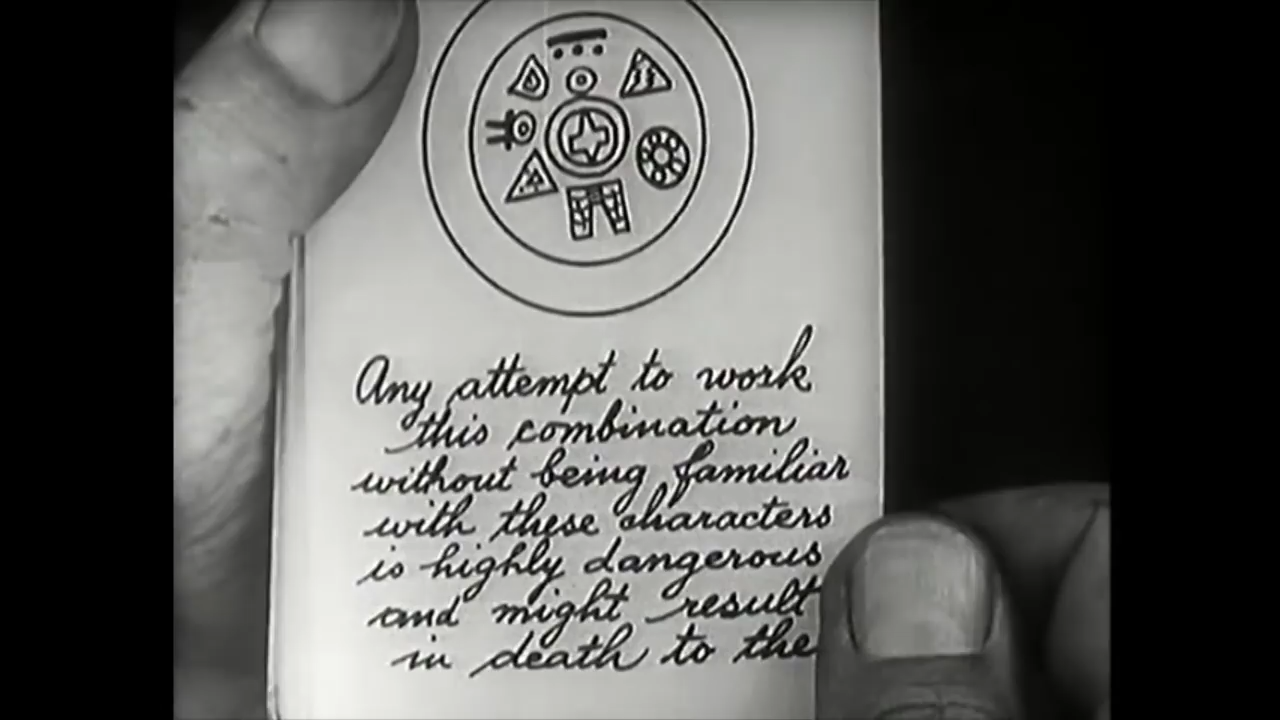 Any attempt to work
this combination
without being familiar
with these characters
is highly dangerous
and might result
in death to the